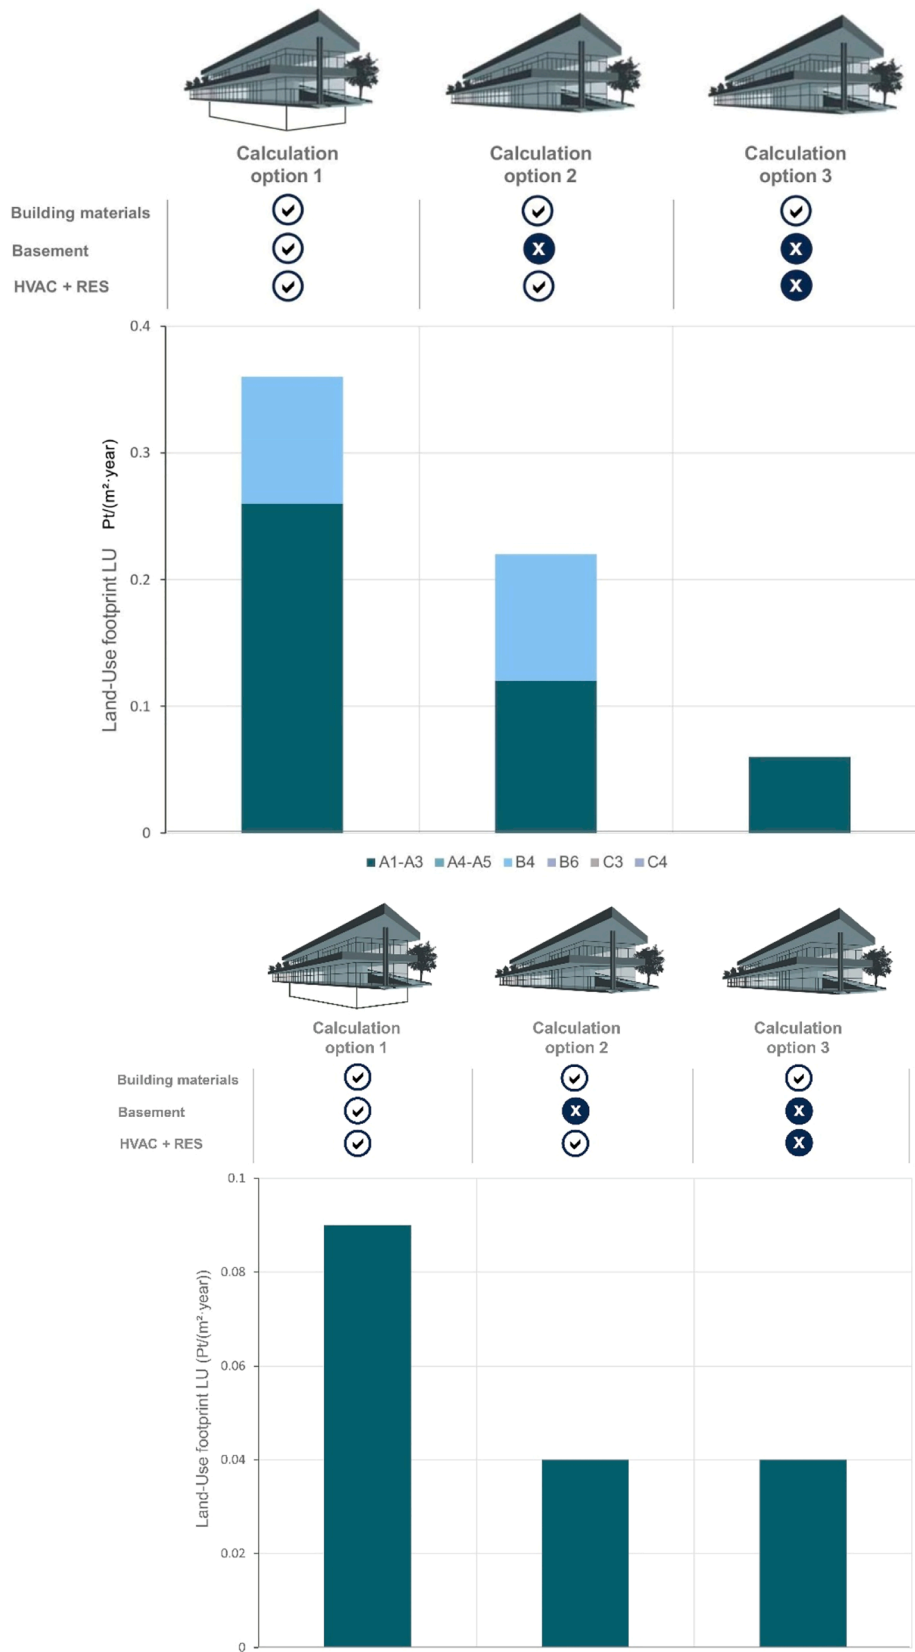 Calculation
option 1
Calculation
option 2
Calculation
option 3
Building materials
Basement
X
X
HVAC + RES
X
0.4
0.3
0.2
0.1
0
Land-Use footprint LU Pt/(m²·year)
A1-A3 A4-A5 B4 B6 C3 C4
Calculation
option 1
Calculation
option 2
Calculation
option 3
Building materials
Basement
X
X
HVAC + RES
X
0.1
0.08
0.06
0.04
0.02
0
Land-Use footprint LU (Pt/(m²·year))